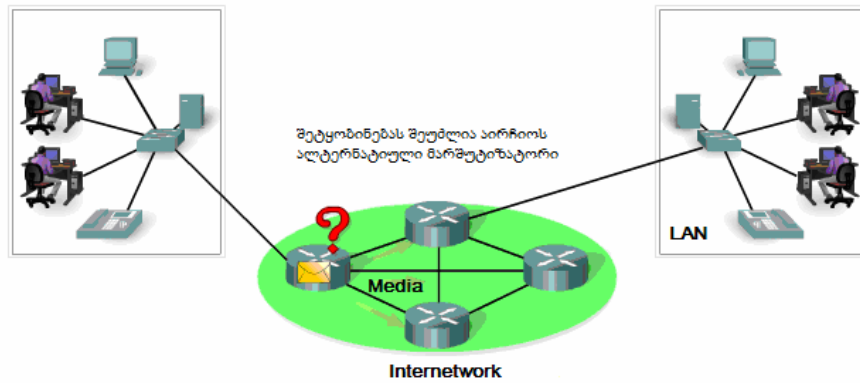 შეტყობინებას შეუძლია აირჩიოს
ალტერნატიული მარშუტიზატორი
LAN
?
Media
Internetwork